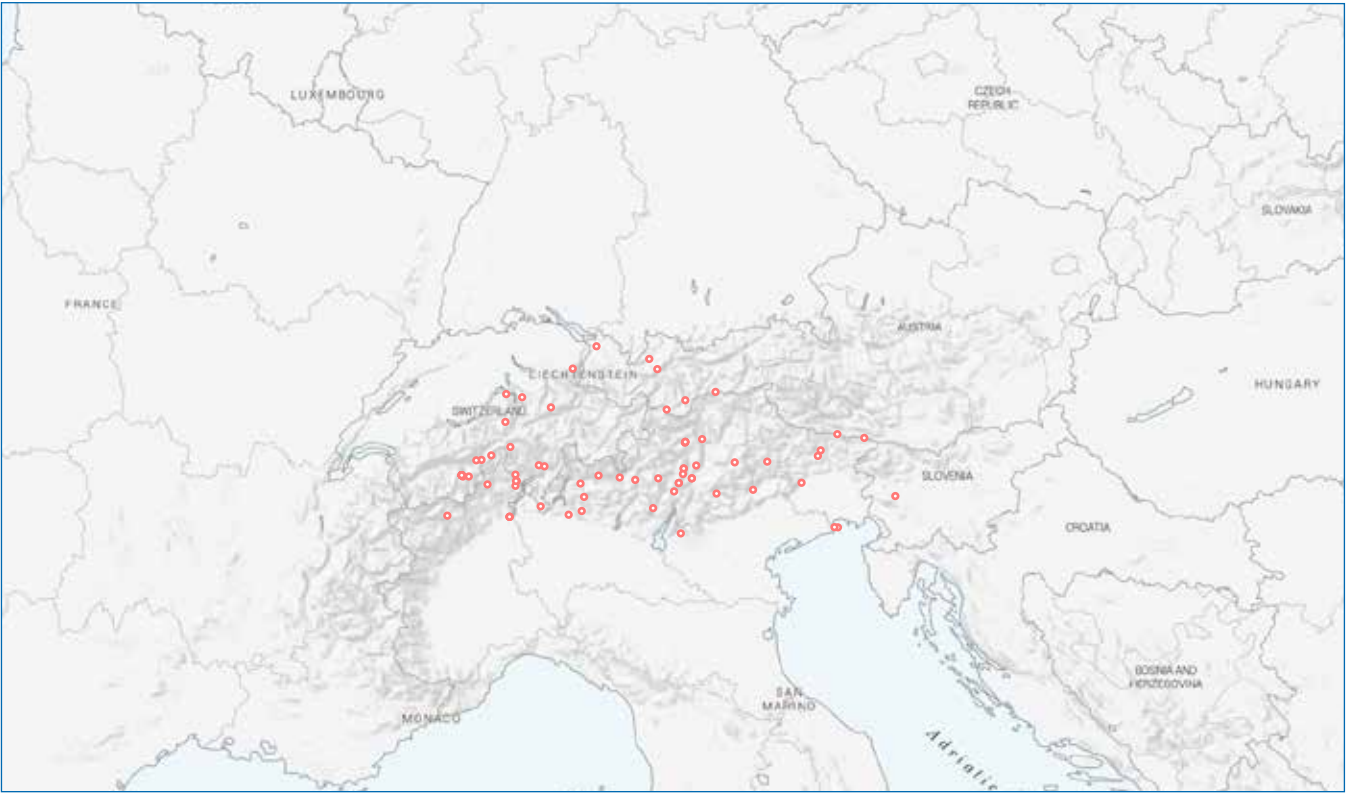 LUXEMBOURG
CZECH
REPUBLIC
SLOVAKIA
FRANCE
AUSTRIA
LIECHTENSTEIN
HUNGARY
SWITZERLAND
SLOVENIA
CROATIA
BOSNIA AND
HERZEGOVINA
SAN
MARINO
MONACO
Adriatic